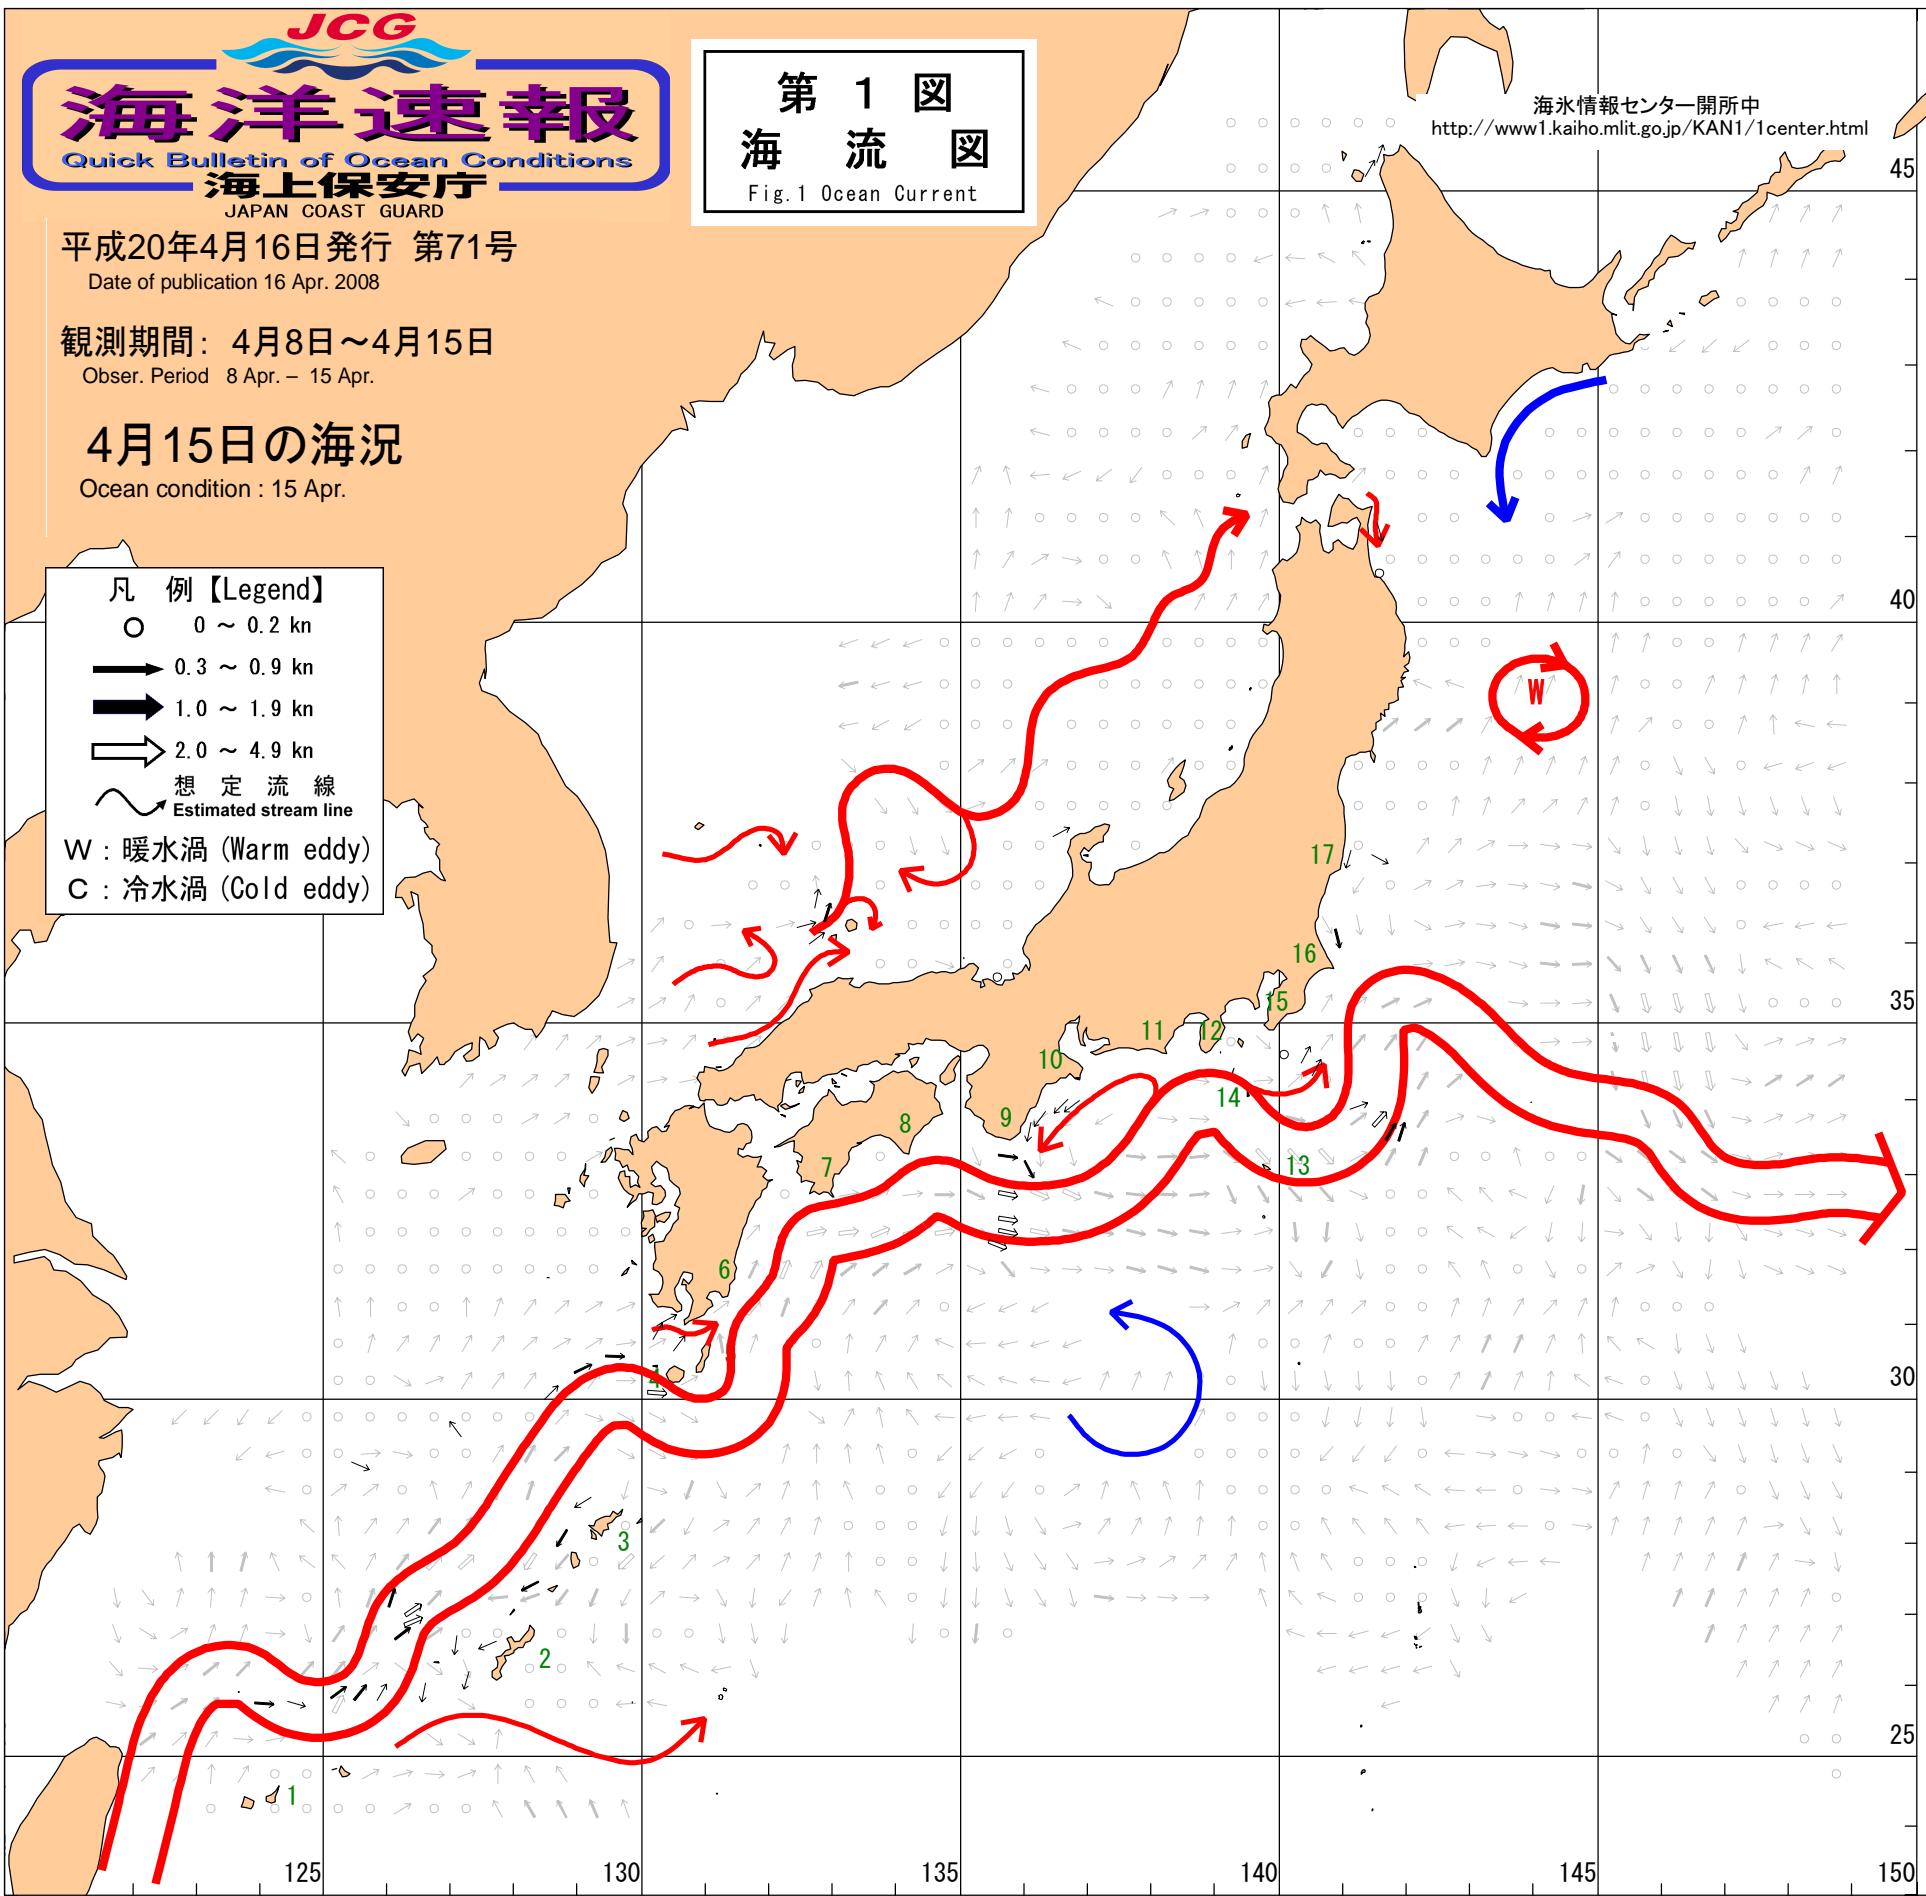 JCG
海洋速報
Quick Bulletin of Ocean Conditions
海上保安庁
JAPAN COAST GUARD
平成20年4月16日発行 第71号
Date of publication 16 Apr. 2008
観測期間: 4月8日～4月15日
Obser. Period 8 Apr. – 15 Apr.
4月15日の海況
Ocean condition : 15 Apr.
第 1 図
海 流 図
Fig.1 Ocean Current
海氷情報センター開所中
http://www1.kaiho.mlit.go.jp/KAN1/1center.html
凡 例【Legend】
0 ～ 0.2 kn
0.3 ～ 0.9 kn
1.0 ～ 1.9 kn
2.0 ～ 4.9 kn
想 定 流 線
Estimated stream line
W : 暖水渦 (Warm eddy)
C : 冷水渦 (Cold eddy)
45
40
W
17
16
35
15
12
11
10
14
9
8
7
13
6
4
30
3
2
25
1
125
130
135
140
145
150